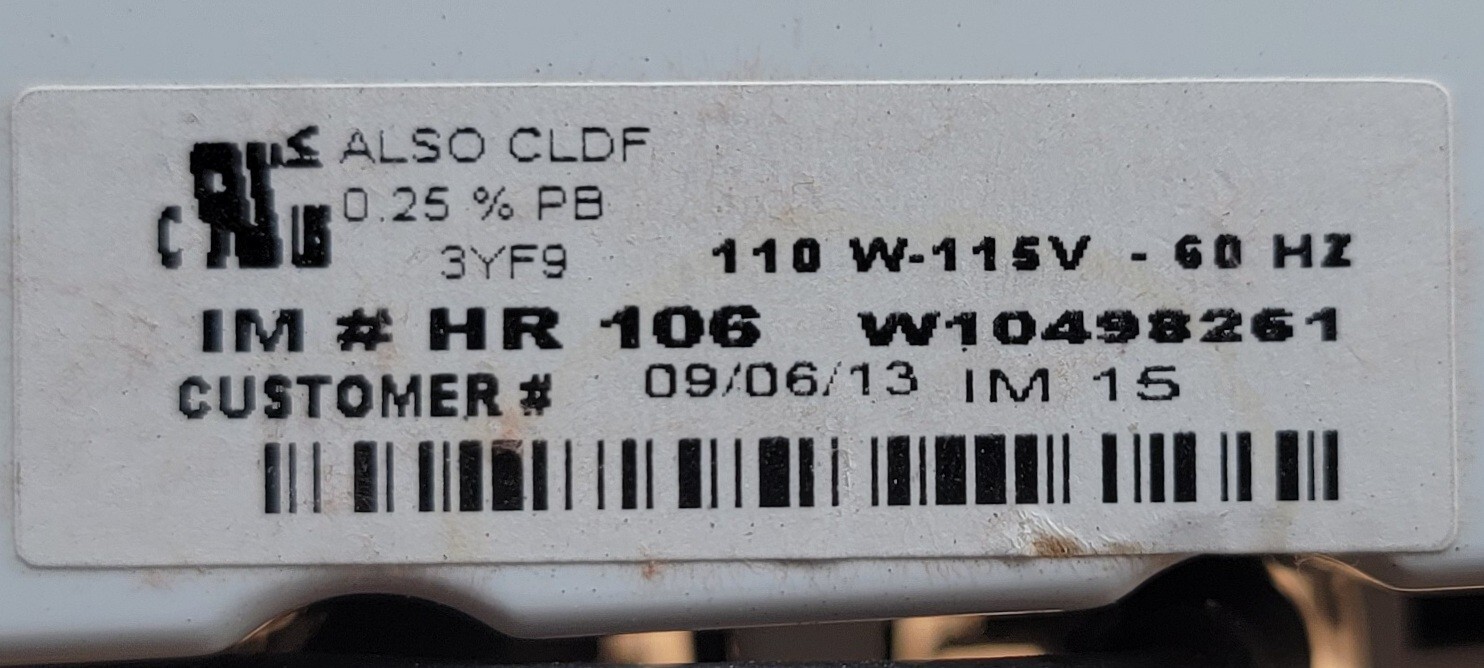 ALSO CLDF
0.25 % PB
3YF9
110 W-115V - 60 HZ
IM # HR 106 W10498261
CUSTOMER # 09/06/13 IM 15